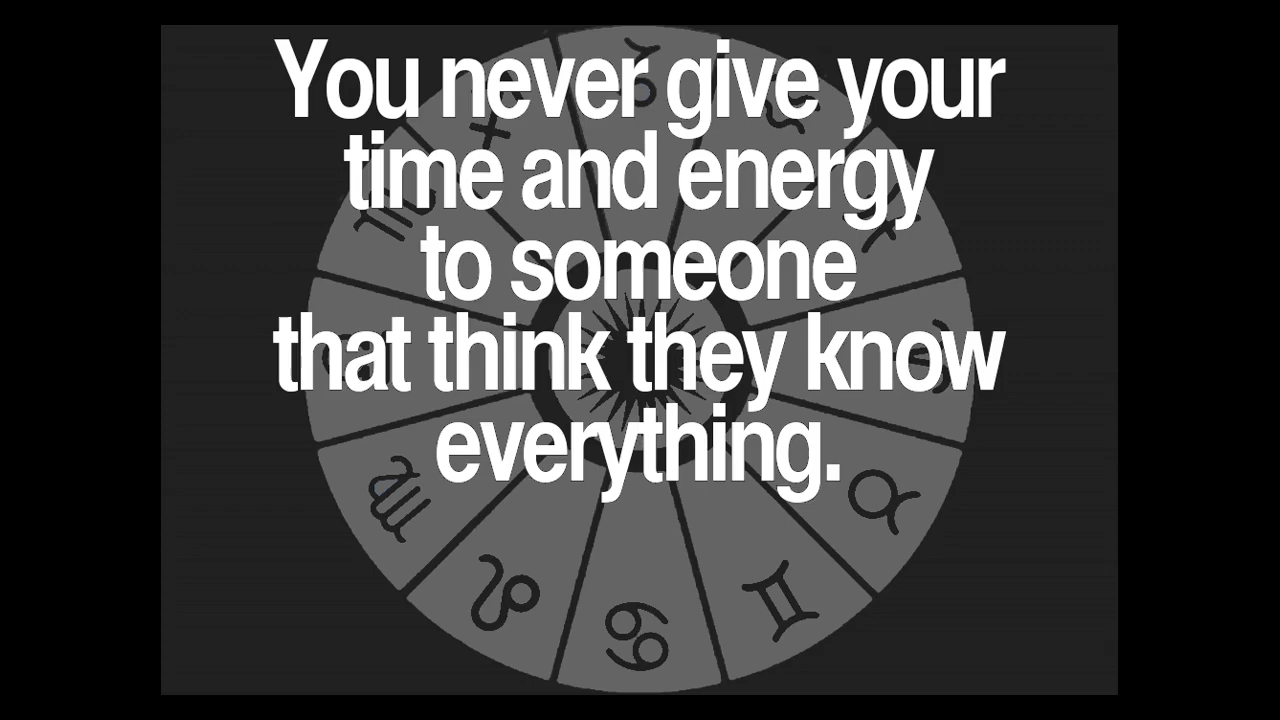 You never give your
time and energy
to someone
that think they know
everything.